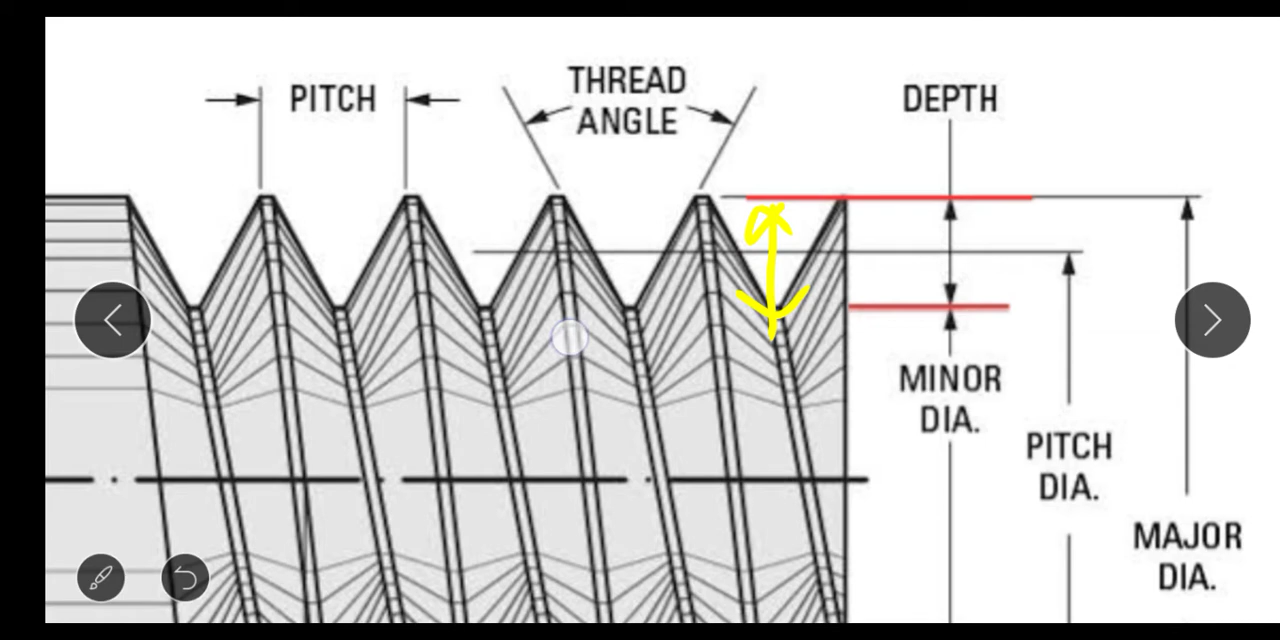 PITCH
THREAD
ANGLE
DEPTH
MINOR
DIA.
PITCH
DIA.
MAJOR
DIA.